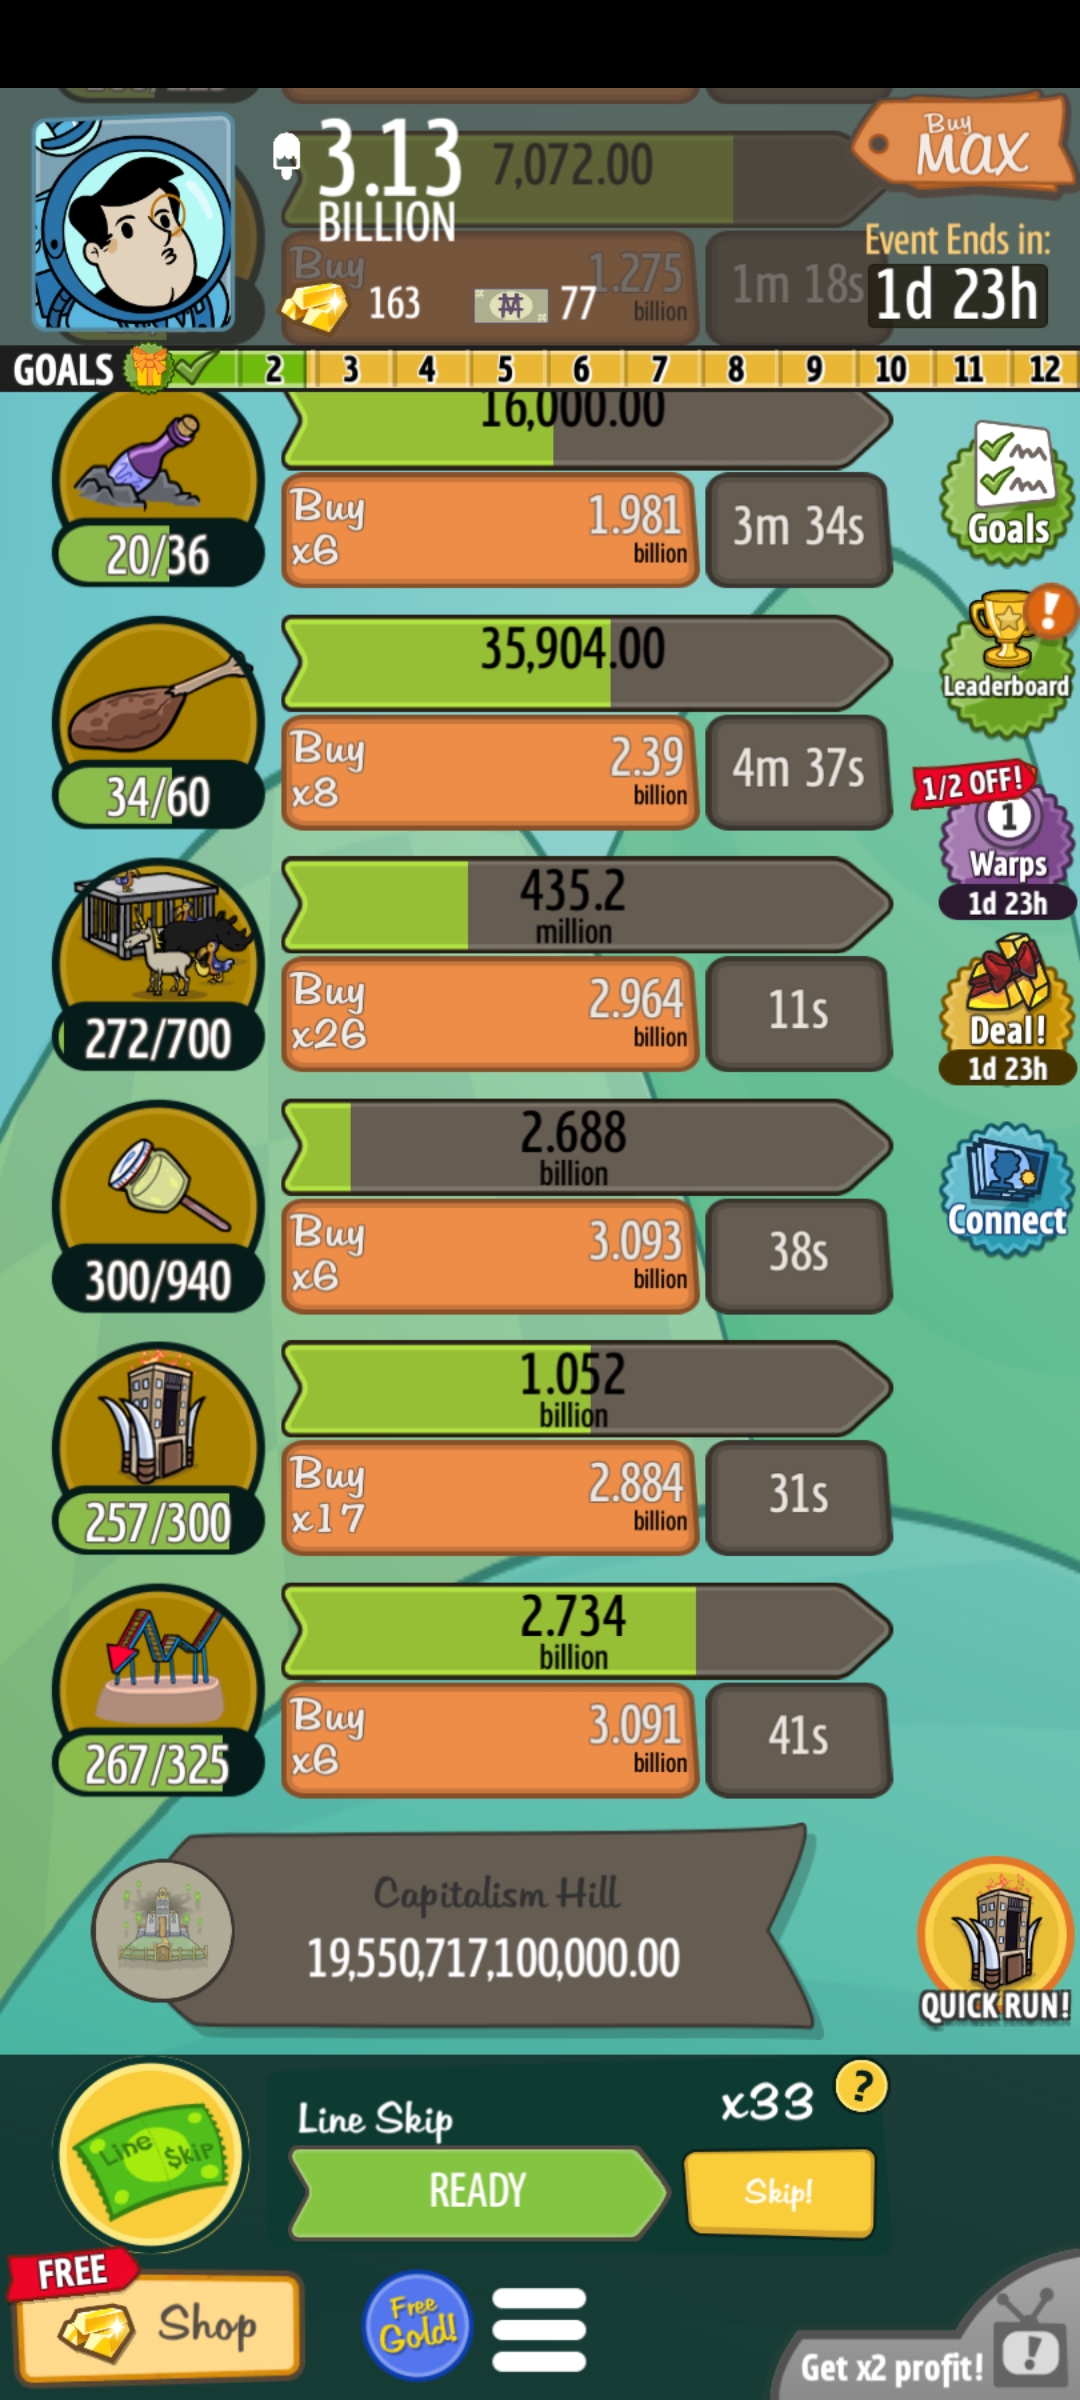 Buy
MAX
3.13
7,072.00
BILLION
Event Ends in:
Buy
1.275
billion
1m 18s
1d 23h
163
77
GOALS 2 3 4 5 6 7 8 9 10 11 12
16,000.00
Buy
x6
1.981
billion
3m 34s
20/36
Goals
35,904.00
Leaderboard
Buy
x8
2.39
billion
4m 37s
34/60
1/2 OFF!
1
Warps
1d 23h
435.2
million
Buy
x26
2.964
billion
11s
272/700
Deal!
1d 23h
2.688
billion
Buy
x6
3.093
billion
38s
300/940
Connect
1.052
billion
Buy
x17
2.884
billion
31s
257/300
2.734
billion
Buy
x6
3.091
billion
41s
267/325
Capitalism Hill
19,550,717,100,000.00
QUICK RUN!
Line $kip
Line Skip
x33
?
READY
Skip!
FREE
Shop
Free
Gold!
Get x2 profit!